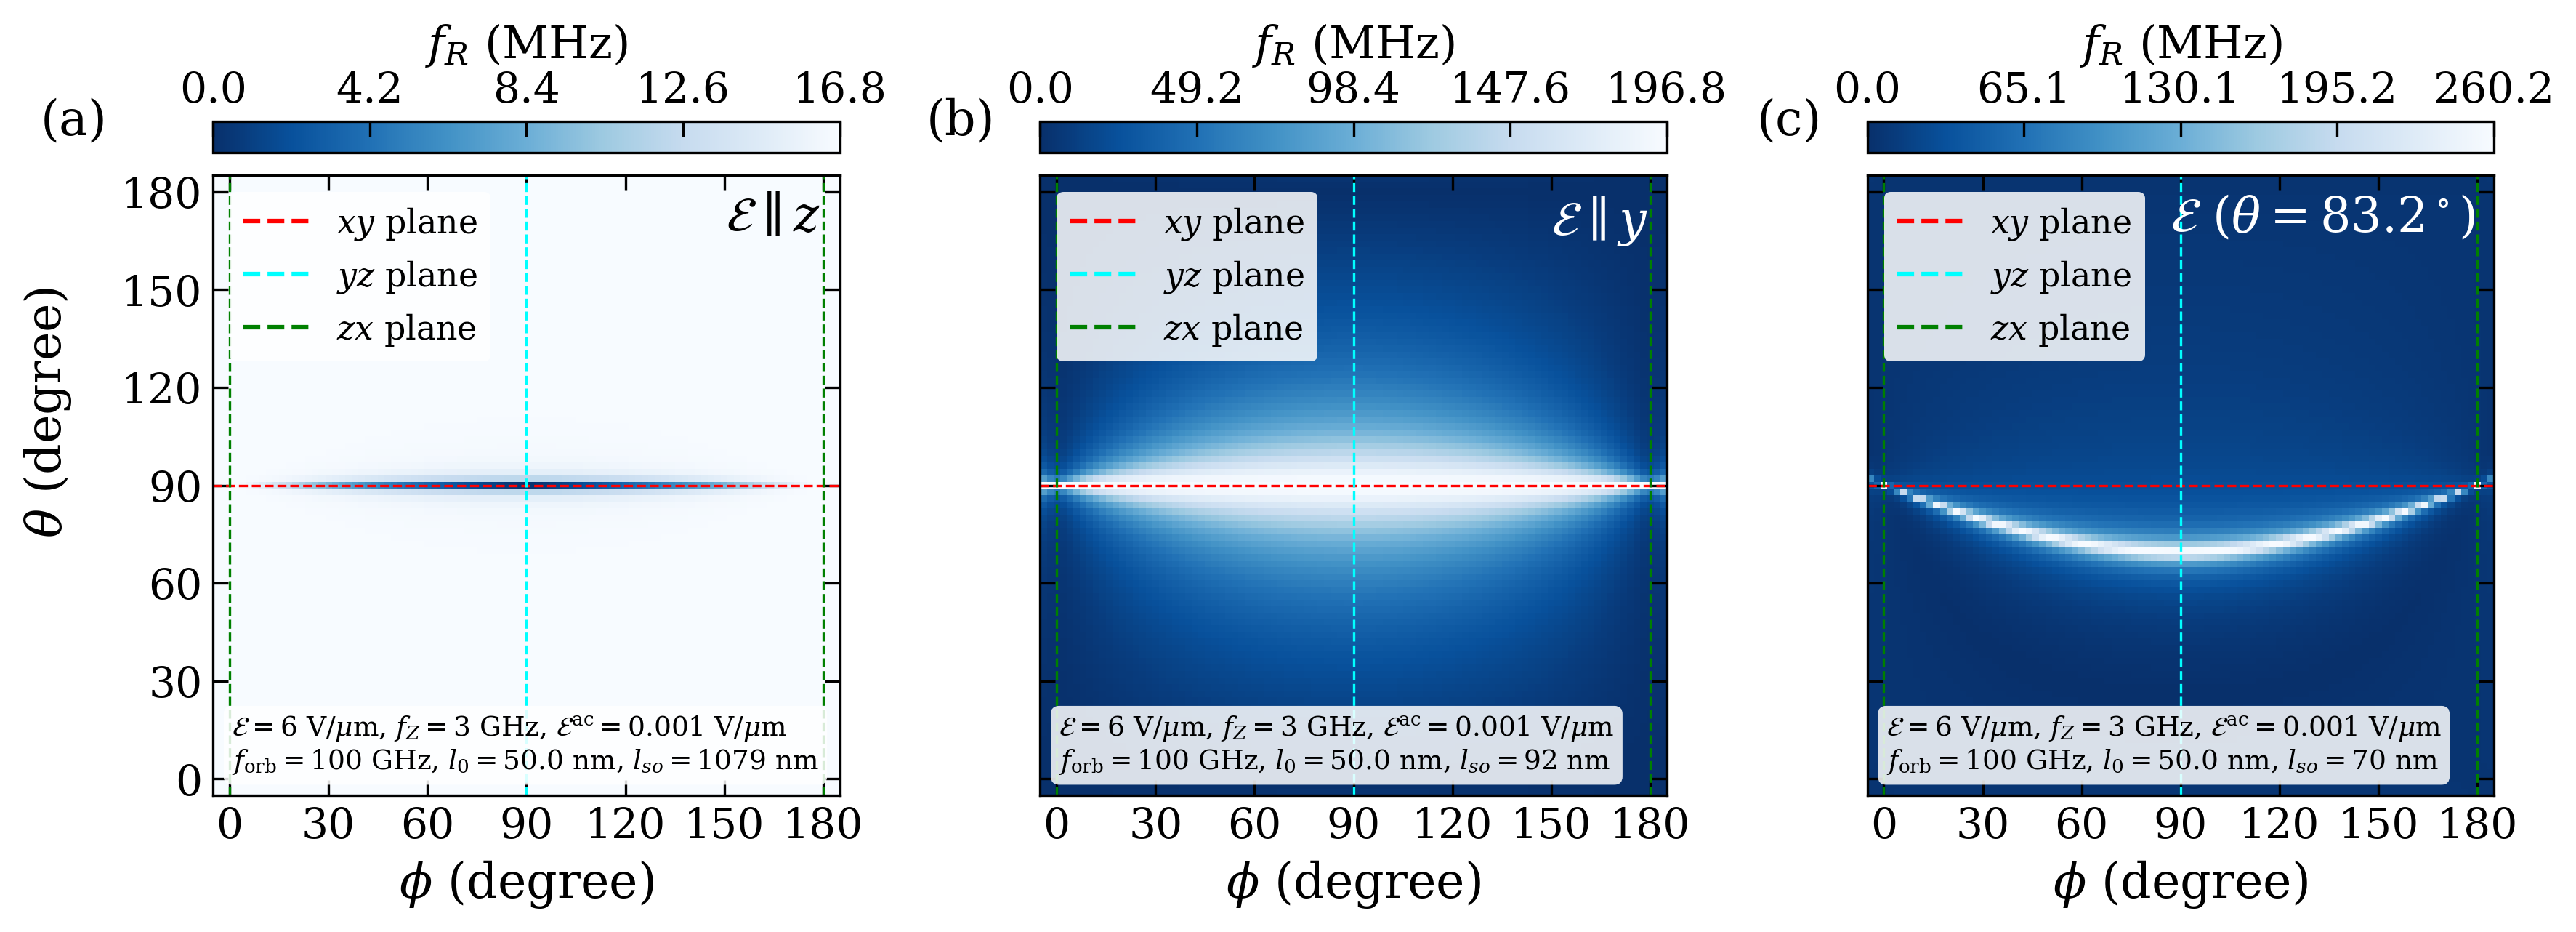 (a)
f_R (MHz)
0.0 4.2 8.4 12.6 16.8
θ (degree)
180
150
120
90
60
30
0
ℰ ∥ z
xy plane
yz plane
zx plane
ℰ = 6 V/μm, f_Z = 3 GHz, ℰ^ac = 0.001 V/μm
f_orb = 100 GHz, l_0 = 50.0 nm, l_so = 1079 nm
0 30 60 90 120 150 180
ϕ (degree)
(b)
f_R (MHz)
0.0 49.2 98.4 147.6 196.8
ℰ ∥ y
xy plane
yz plane
zx plane
ℰ = 6 V/μm, f_Z = 3 GHz, ℰ^ac = 0.001 V/μm
f_orb = 100 GHz, l_0 = 50.0 nm, l_so = 92 nm
0 30 60 90 120 150 180
ϕ (degree)
(c)
f_R (MHz)
0.0 65.1 130.1 195.2 260.2
ℰ (θ = 83.2°)
xy plane
yz plane
zx plane
ℰ = 6 V/μm, f_Z = 3 GHz, ℰ^ac = 0.001 V/μm
f_orb = 100 GHz, l_0 = 50.0 nm, l_so = 70 nm
0 30 60 90 120 150 180
ϕ (degree)